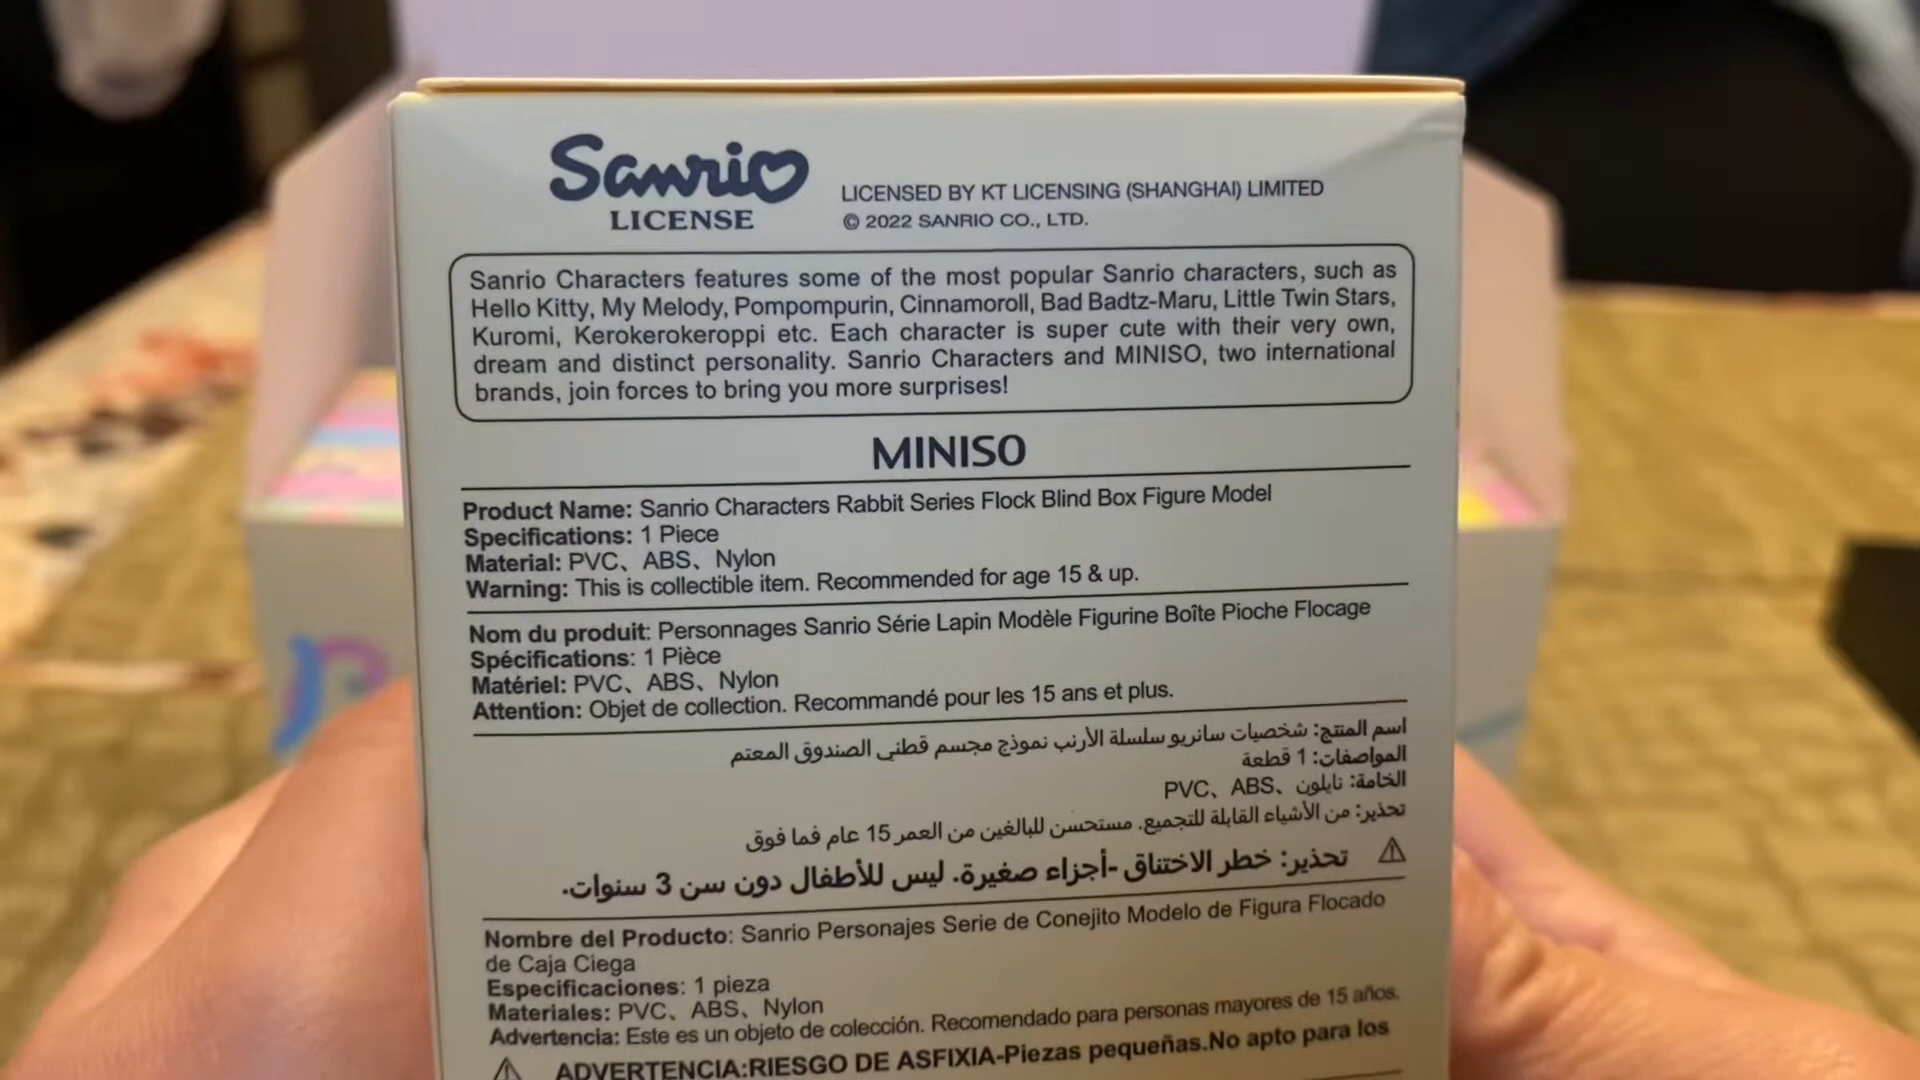 Sanrio
LICENSE
LICENSED BY KT LICENSING (SHANGHAI) LIMITED
© 2022 SANRIO CO., LTD.
Sanrio Characters features some of the most popular Sanrio characters, such as
Hello Kitty, My Melody, Pompompurin, Cinnamoroll, Bad Badtz-Maru, Little Twin Stars,
Kuromi, Kerokerokeroppi etc. Each character is super cute with their very own,
dream and distinct personality. Sanrio Characters and MINISO, two international
brands, join forces to bring you more surprises!
MINISO
Product Name: Sanrio Characters Rabbit Series Flock Blind Box Figure Model
Specifications: 1 Piece
Material: PVC、ABS、Nylon
Warning: This is collectible item. Recommended for age 15 & up.
Nom du produit: Personnages Sanrio Série Lapin Modèle Figurine Boîte Pioche Flocage
Spécifications: 1 Pièce
Matériel: PVC、ABS、Nylon
Attention: Objet de collection. Recommandé pour les 15 ans et plus.
اسم المنتج: شخصيات سانريو سلسلة الأرنب نموذج مجسم قطني الصندوق المعتم
المواصفات: 1 قطعة
الخامة: نايلون、PVC、ABS
تحذير: من الأشياء القابلة للتجميع. مستحسن للبالغين من العمر 15 عام فما فوق
⚠ تحذير: خطر الاختناق -أجزاء صغيرة. ليس للأطفال دون سن 3 سنوات.
Nombre del Producto: Sanrio Personajes Serie de Conejito Modelo de Figura Flocado
de Caja Ciega
Especificaciones: 1 pieza
Materiales: PVC、ABS、Nylon
Advertencia: Este es un objeto de colección. Recomendado para personas mayores de 15 años.
⚠ ADVERTENCIA:RIESGO DE ASFIXIA-Piezas pequeñas.No apto para los